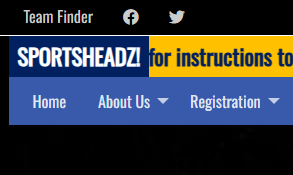 Team Finder
SPORTSHEADZ! for instructions to
Home About Us Registration